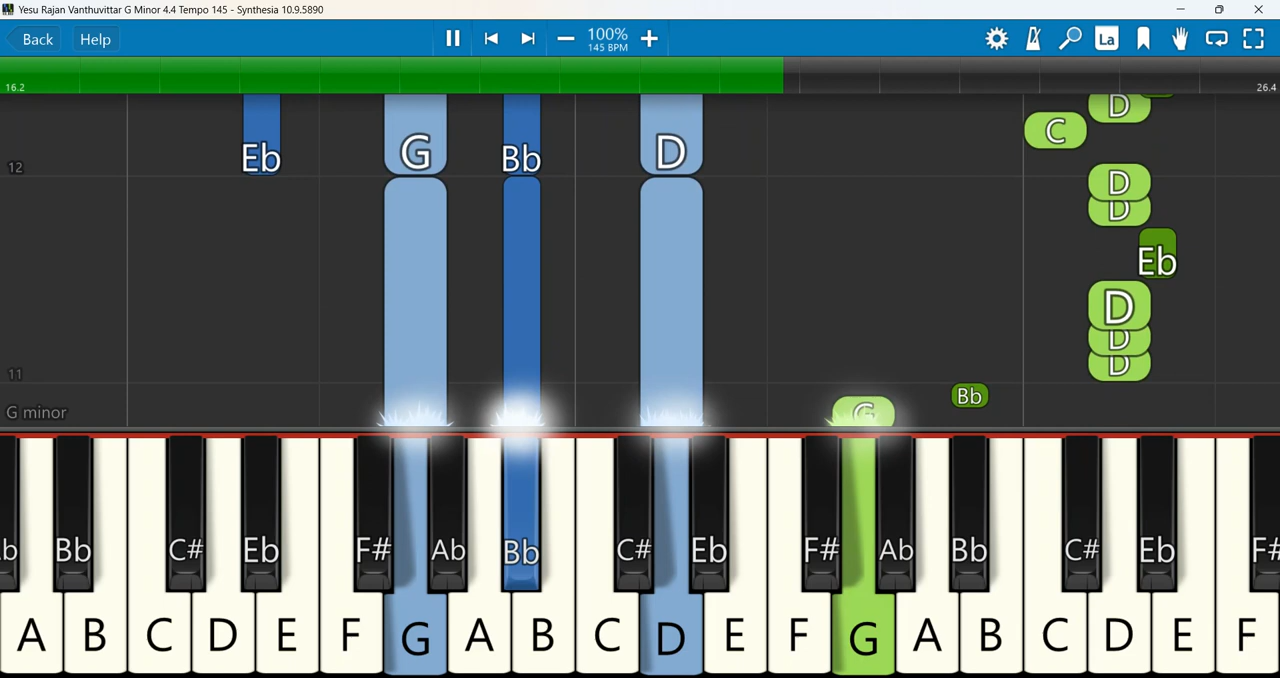 Yesu Rajan Vanthuvittar G Minor 4.4 Tempo 145 - Synthesia 10.9.5890
Back Help 100% La
145 BPM
16.2 26.4
D
C
Eb G Bb D
12
D
D
Eb
D
D
D
11
Bb
G minor G
b Bb C# Eb F# Ab Bb C# Eb F# Ab Bb C# Eb F#
A B C D E F G A B C D E F G A B C D E F